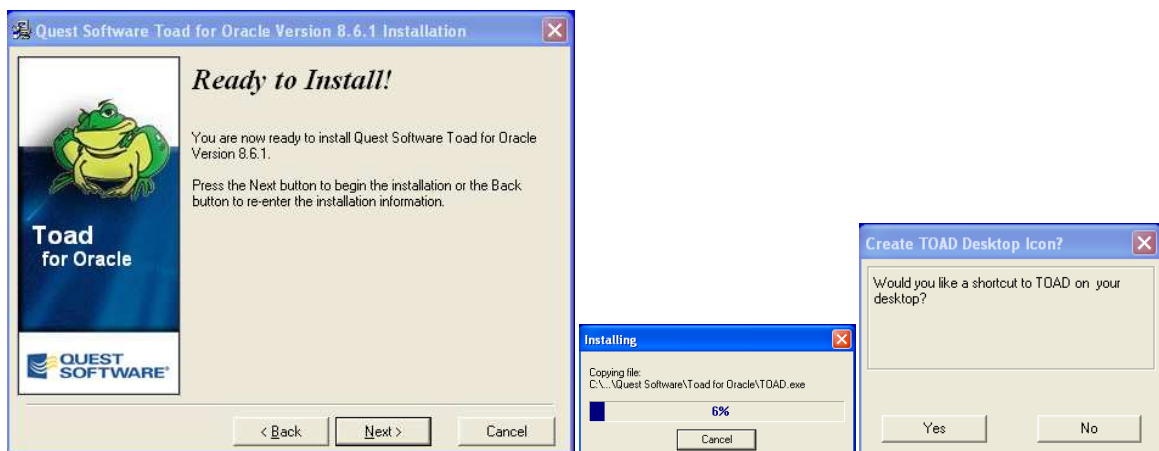 Quest Software Toad for Oracle Version 8.6.1 Installation
Ready to Install!
You are now ready to install Quest Software Toad for Oracle
Version 8.6.1.
Press the Next button to begin the installation or the Back
button to re-enter the installation information.
Toad
for Oracle
QUEST
SOFTWARE®
< Back
Next >
Cancel
Installing
Copying file:
C:\...\Quest Software\Toad for Oracle\TOAD.exe
6%
Cancel
Create TOAD Desktop Icon?
Would you like a shortcut to TOAD on your
desktop?
Yes
No